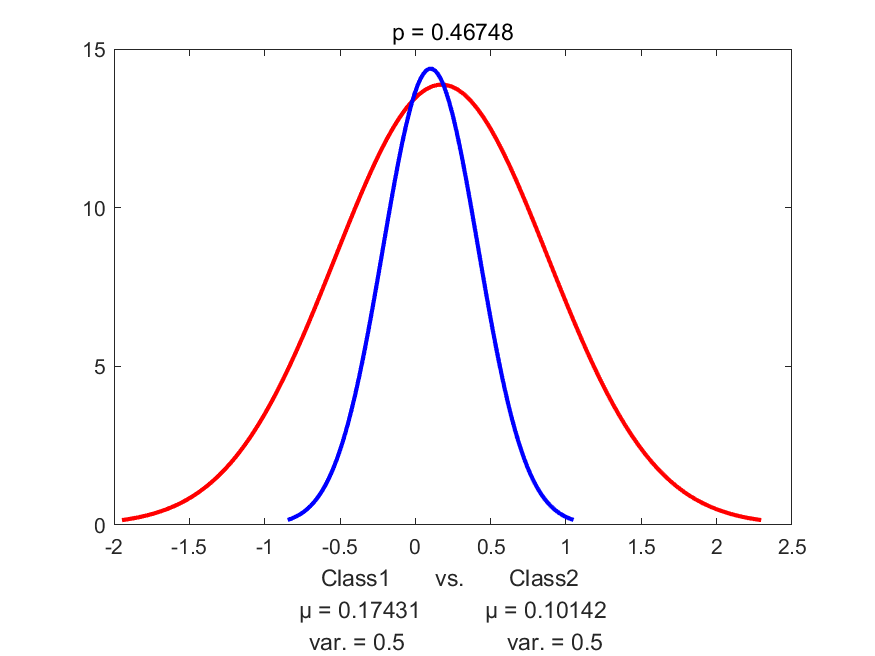 p = 0.46748
15
10
5
0
-2 -1.5 -1 -0.5 0 0.5 1 1.5 2 2.5
Class1 vs. Class2
μ = 0.17431 μ = 0.10142
var. = 0.5 var. = 0.5